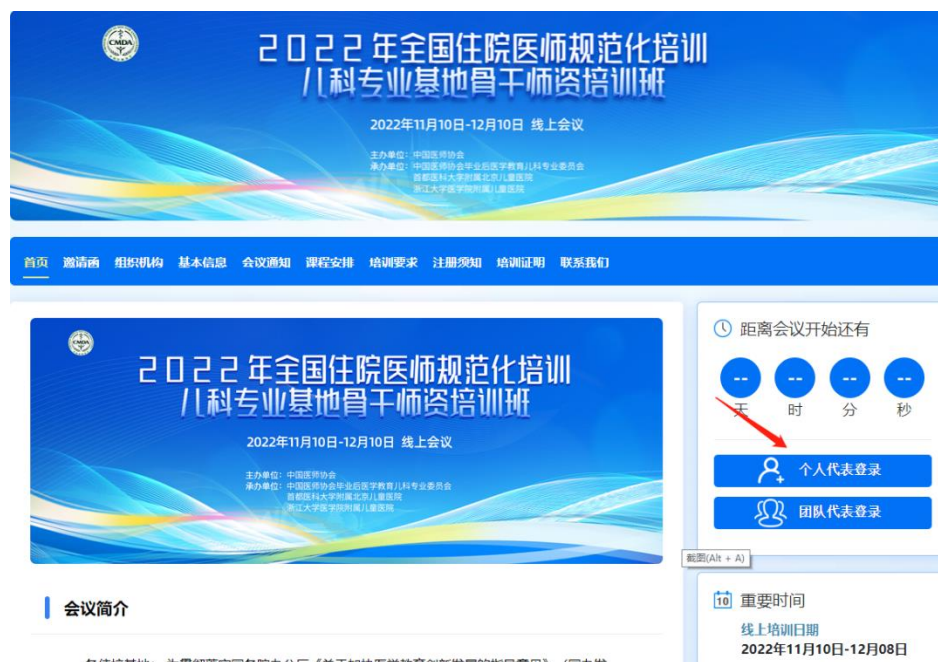 CMDA
2022年全国住院医师规范化培训
儿科专业基地骨干师资培训班
2022年11月10日-12月10日 线上会议
主办单位：中国医师协会
承办单位：中国医师协会毕业后医学教育儿科专业委员会
首都医科大学附属北京儿童医院
浙江大学医学院附属儿童医院
首页 邀请函 组织机构 基本信息 会议通知 课程安排 培训要求 注册须知 培训证明 联系我们
2022年全国住院医师规范化培训
儿科专业基地骨干师资培训班
2022年11月10日-12月10日 线上会议
主办单位：中国医师协会
承办单位：中国医师协会毕业后医学教育儿科专业委员会
首都医科大学附属北京儿童医院
浙江大学医学院附属儿童医院
距离会议开始还有
-- -- -- --
天 时 分 秒
个人代表登录
团队代表登录
截图(Alt + A)
会议简介
10 重要时间
线上培训日期
2022年11月10日-12月08日